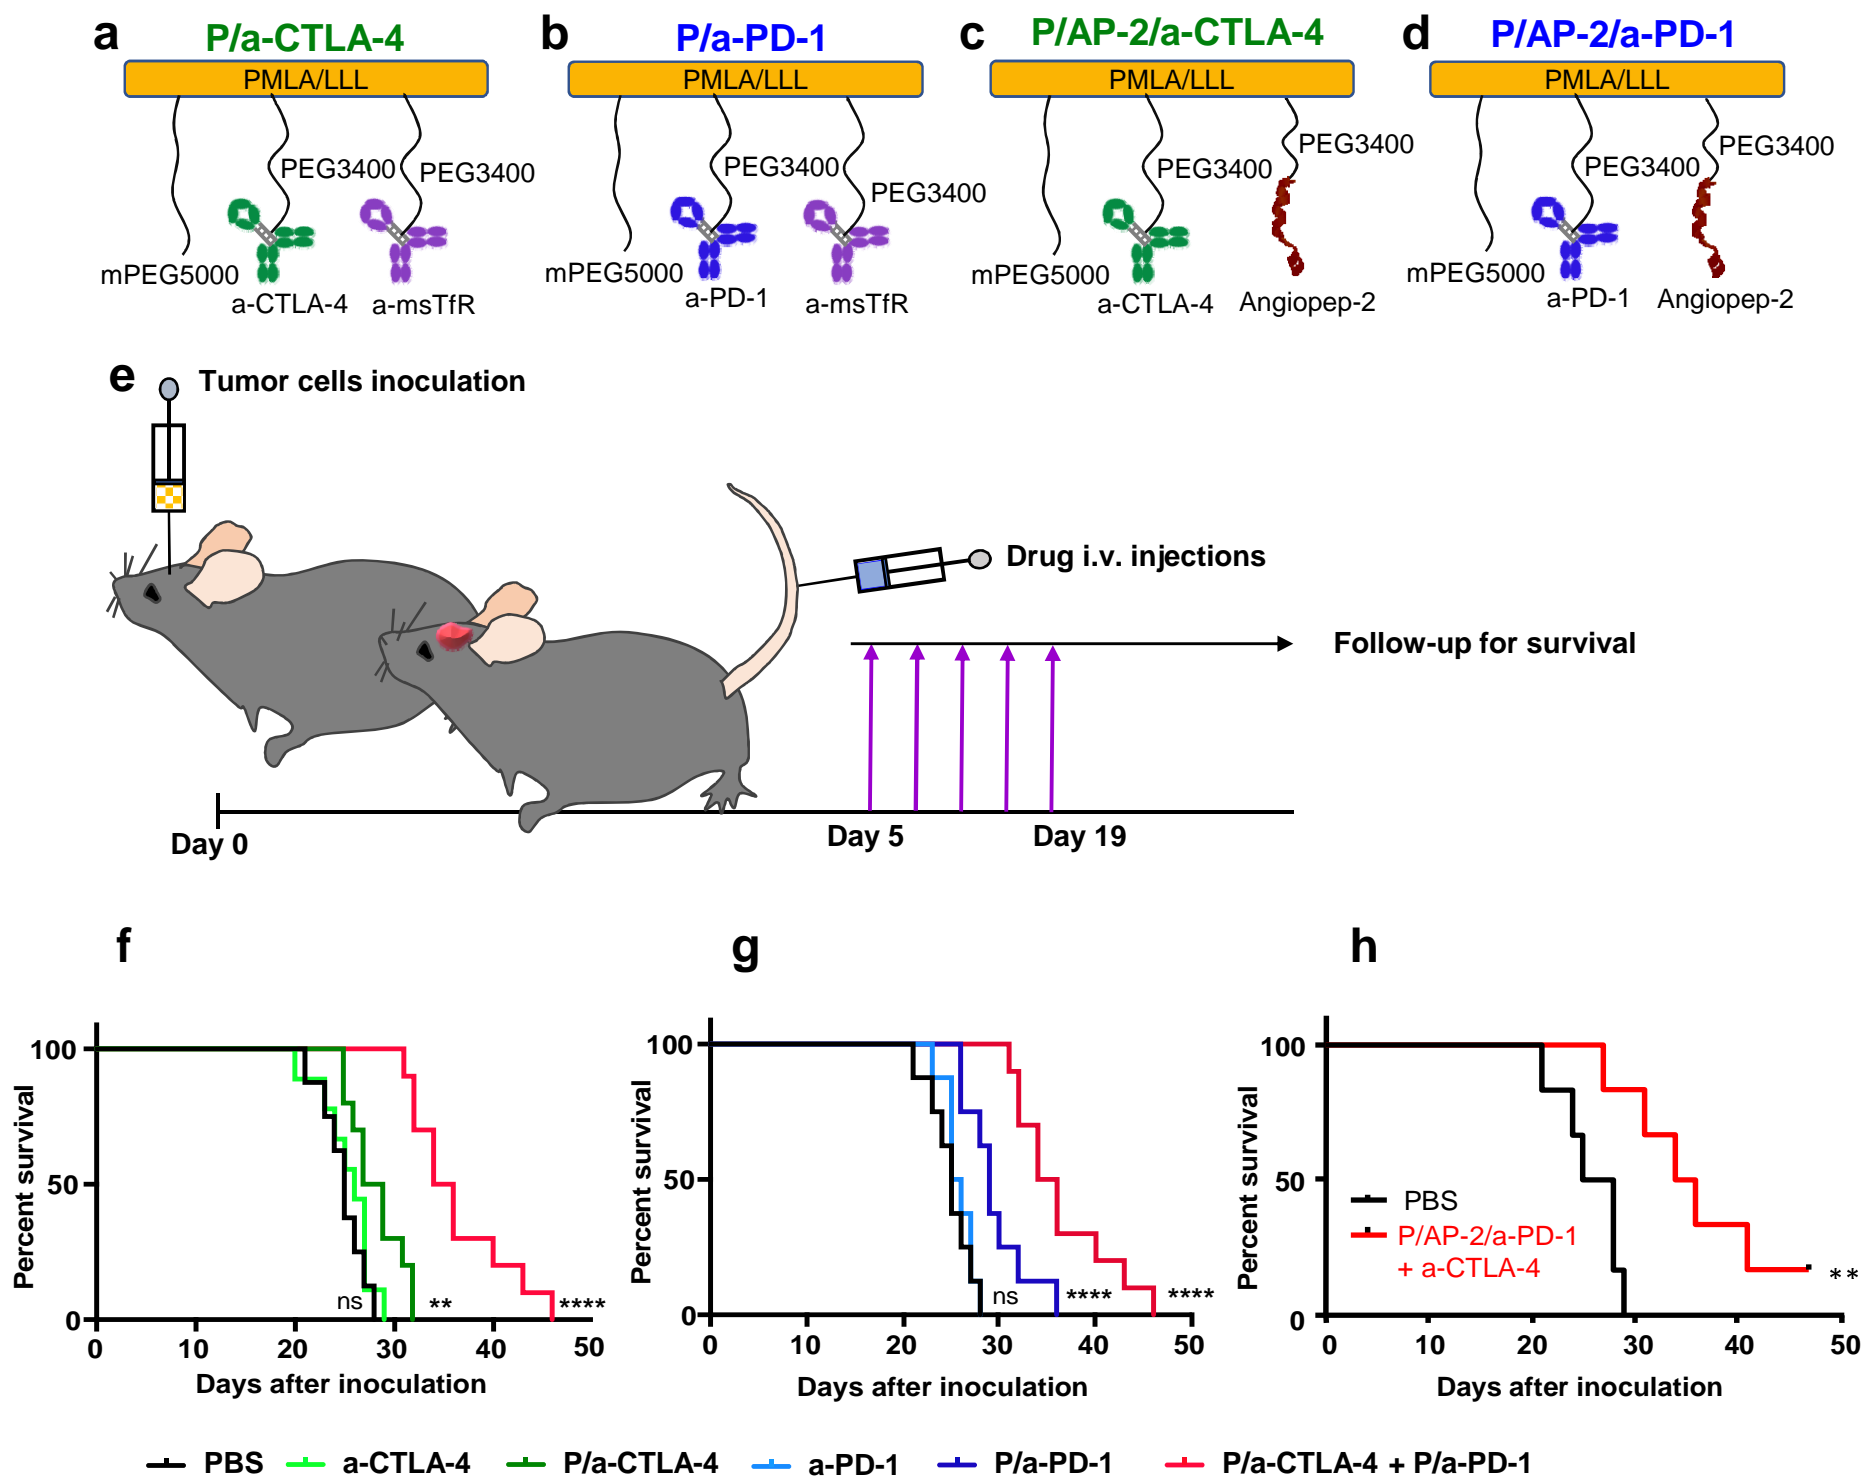 a
P/a-CTLA-4
b
P/a-PD-1
c
P/AP-2/a-CTLA-4
d
P/AP-2/a-PD-1
PMLA/LLL
PMLA/LLL
PMLA/LLL
PMLA/LLL
PEG3400
PEG3400
PEG3400
PEG3400
PEG3400
PEG3400
PEG3400
PEG3400
mPEG5000
a-CTLA-4
a-msTfR
mPEG5000
a-PD-1
a-msTfR
mPEG5000
a-CTLA-4
Angiopep-2
mPEG5000
a-PD-1
Angiopep-2
e
Tumor cells inoculation
Drug i.v. injections
Follow-up for survival
Day 0
Day 5
Day 19
f
Percent survival
100
50
0
ns
**
****
0 10 20 30 40 50
Days after inoculation
g
Percent survival
100
50
0
ns
****
****
0 10 20 30 40 50
Days after inoculation
h
Percent survival
100
50
0
PBS
P/AP-2/a-PD-1
+ a-CTLA-4
**
0 10 20 30 40 50
Days after inoculation
PBS a-CTLA-4 P/a-CTLA-4 a-PD-1 P/a-PD-1 P/a-CTLA-4 + P/a-PD-1